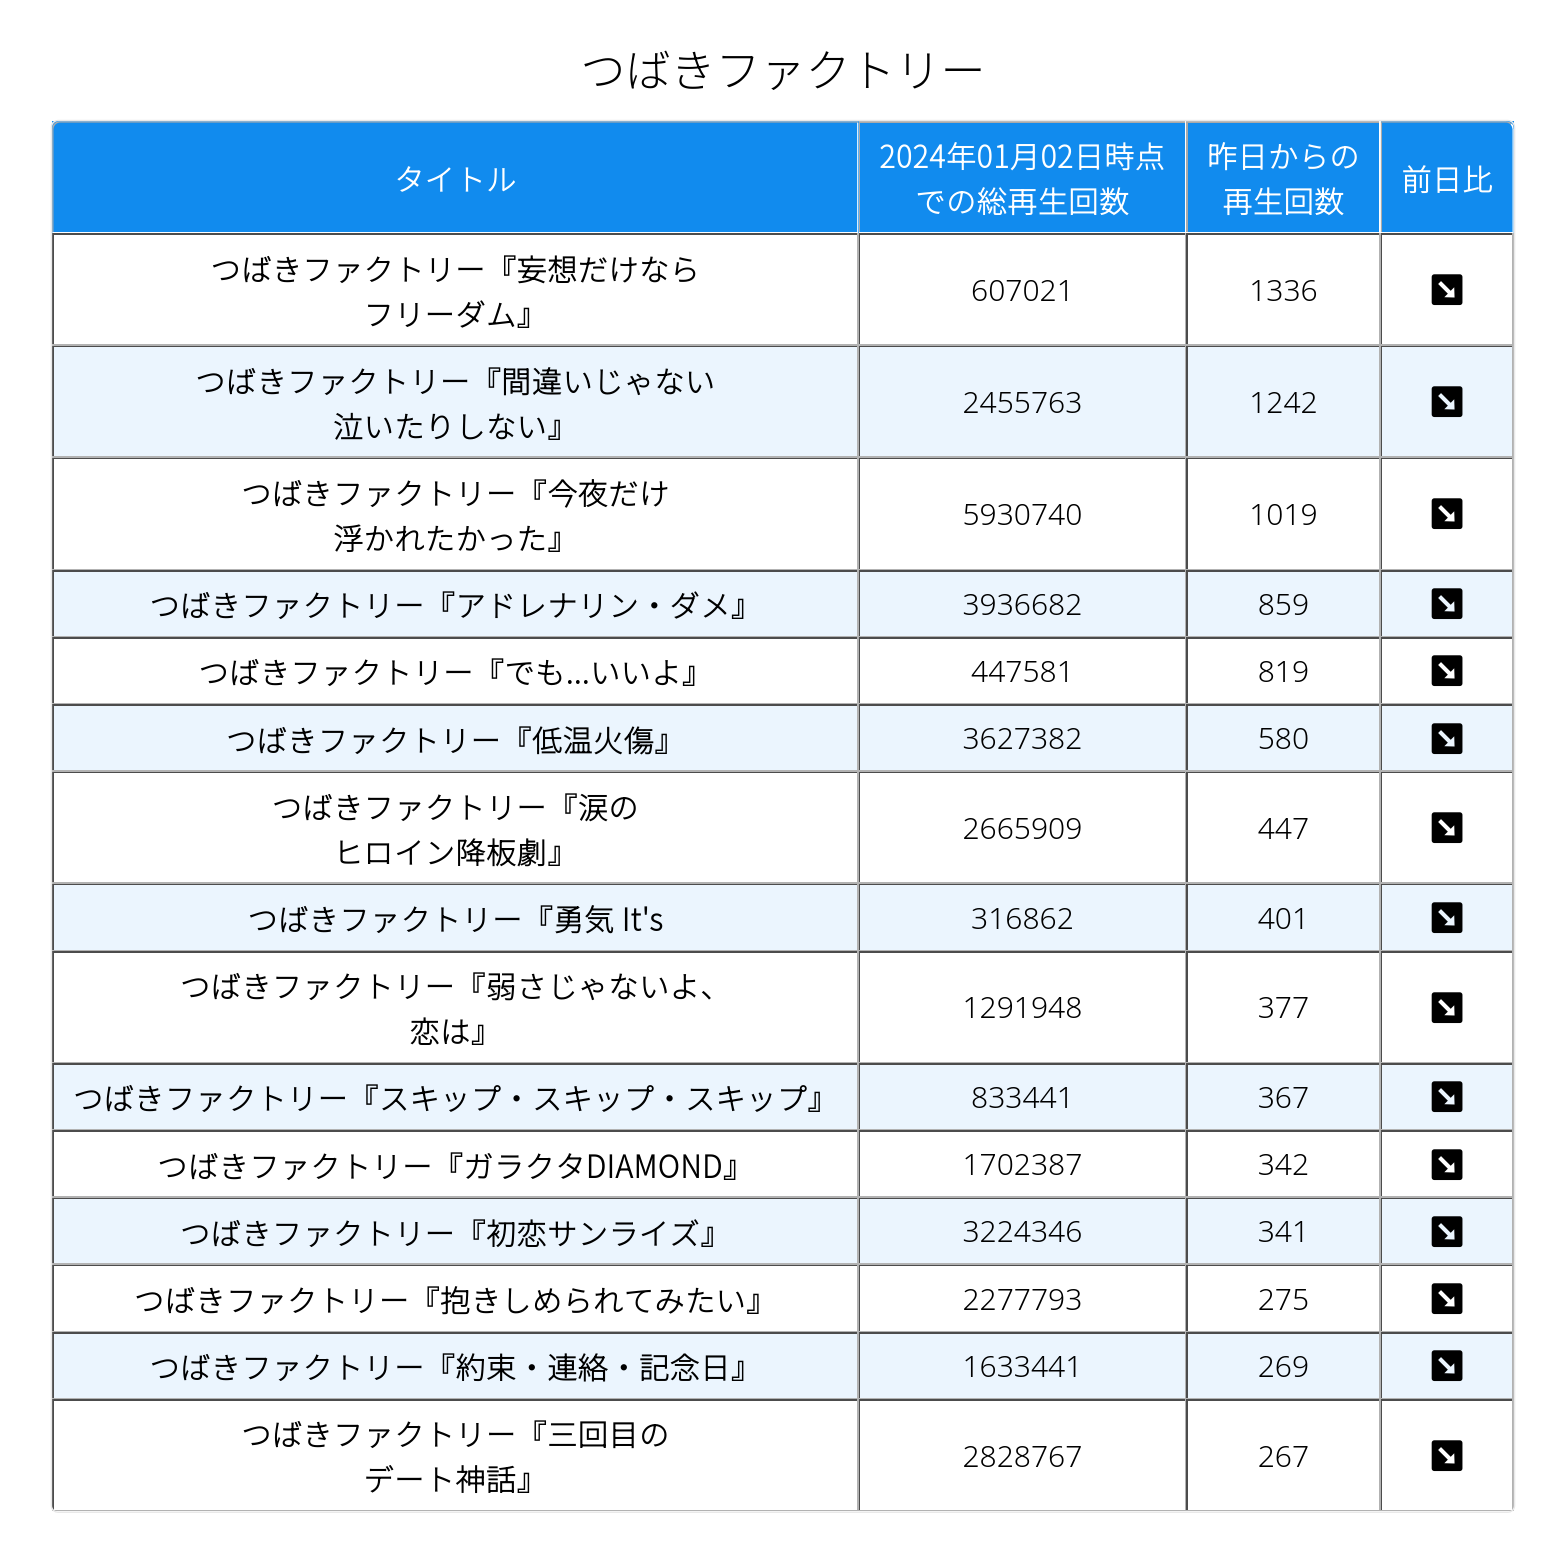 つばきファクトリー
タイトル
2024年01月02日時点
での総再生回数
昨日からの
再生回数
前日比
つばきファクトリー『妄想だけなら
フリーダム』
607021
1336
つばきファクトリー『間違いじゃない
泣いたりしない』
2455763
1242
つばきファクトリー『今夜だけ
浮かれたかった』
5930740
1019
つばきファクトリー『アドレナリン・ダメ』
3936682
859
つばきファクトリー『でも...いいよ』
447581
819
つばきファクトリー『低温火傷』
3627382
580
つばきファクトリー『涙の
ヒロイン降板劇』
2665909
447
つばきファクトリー『勇気 It's
316862
401
つばきファクトリー『弱さじゃないよ、
恋は』
1291948
377
つばきファクトリー『スキップ・スキップ・スキップ』
833441
367
つばきファクトリー『ガラクタDIAMOND』
1702387
342
つばきファクトリー『初恋サンライズ』
3224346
341
つばきファクトリー『抱きしめられてみたい』
2277793
275
つばきファクトリー『約束・連絡・記念日』
1633441
269
つばきファクトリー『三回目の
デート神話』
2828767
267